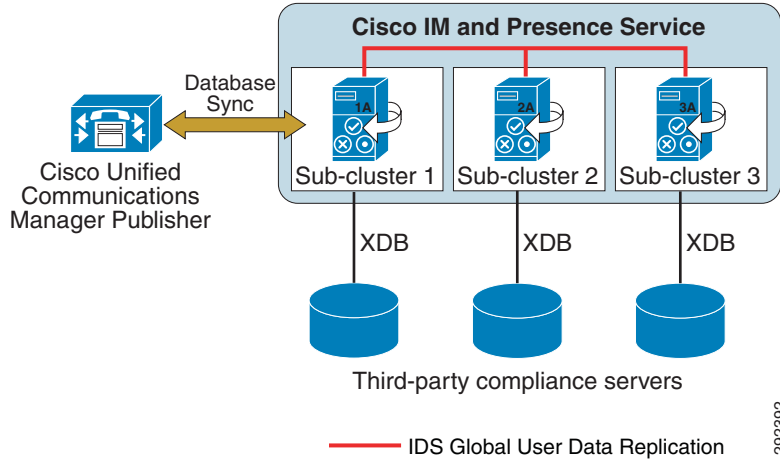 Cisco IM and Presence Service
Database
Sync
1A
2A
3A
Cisco Unified
Communications
Manager Publisher
Sub-cluster 1
Sub-cluster 2
Sub-cluster 3
XDB
XDB
XDB
Third-party compliance servers
IDS Global User Data Replication